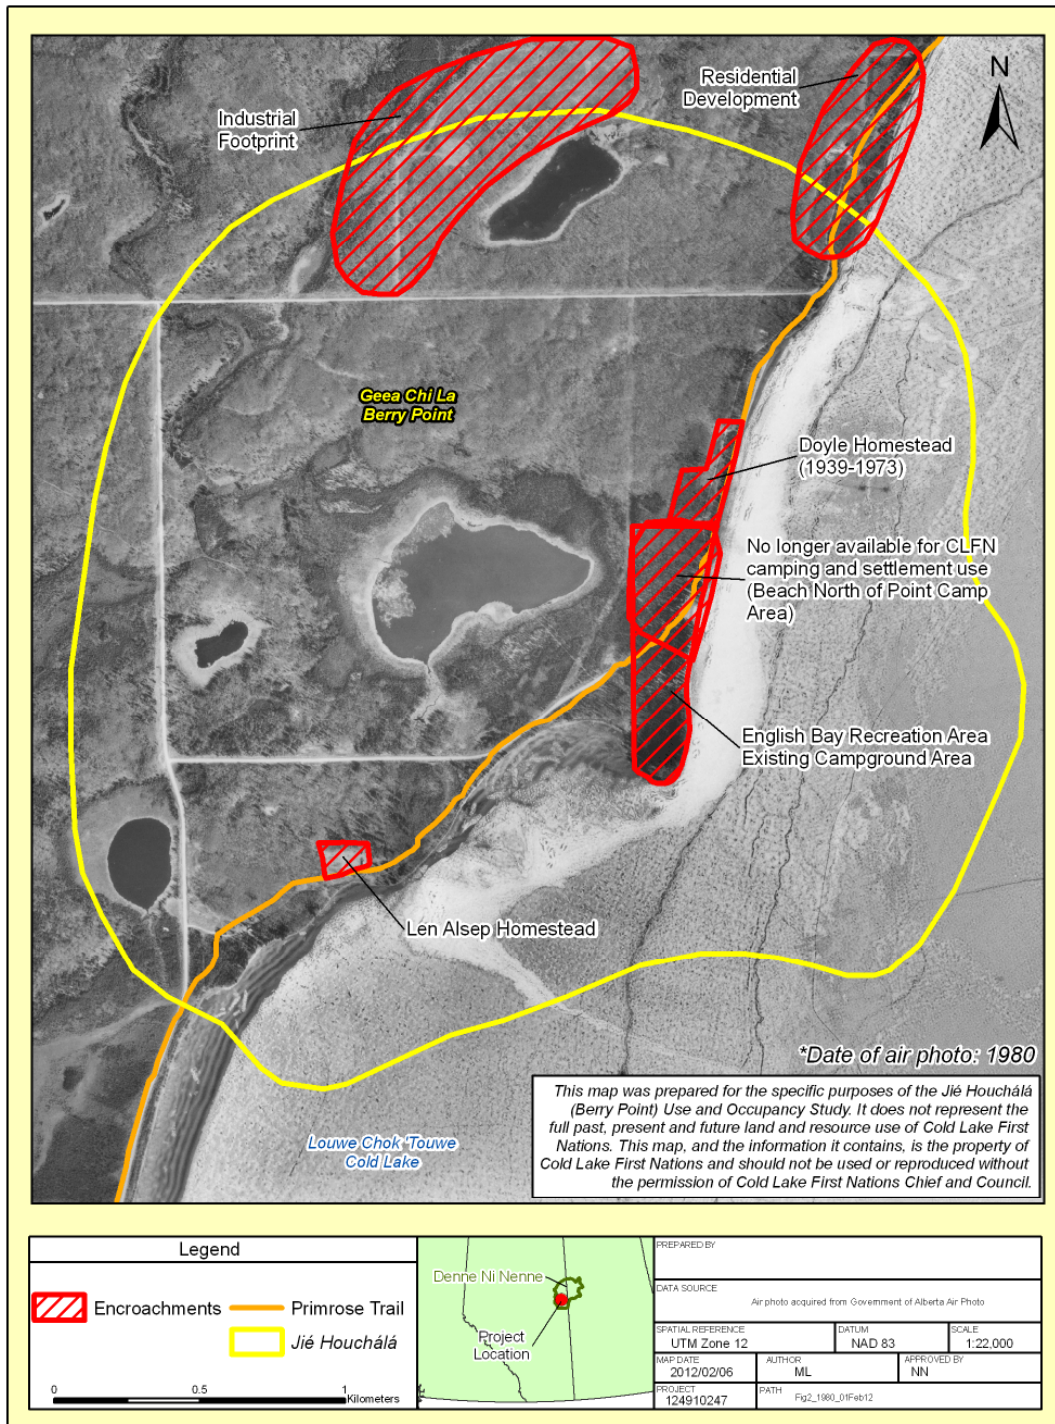 Industrial
Footprint
Residential
Development
N
Geea Chi La
Berry Point
Doyle Homestead
(1939-1973)
No longer available for CLFN
camping and settlement use
(Beach North of Point Camp
Area)
English Bay Recreation Area
Existing Campground Area
Len Alsep Homestead
*Date of air photo: 1980
This map was prepared for the specific purposes of the Jié Houchálá
(Berry Point) Use and Occupancy Study. It does not represent the
full past, present and future land and resource use of Cold Lake First
Nations. This map, and the information it contains, is the property of
Cold Lake First Nations and should not be used or reproduced without
the permission of Cold Lake First Nations Chief and Council.
Louwe Chok 'Touwe
Cold Lake
Legend
Encroachments
Primrose Trail
Jié Houchálá
0 0.5 1
Kilometers
Denne Ni Nenne
Project
Location
PREPARED BY
DATA SOURCE
Air photo acquired from Government of Alberta Air Photo
SPATIAL REFERENCE
UTM Zone 12
DATUM
NAD 83
SCALE
1:22,000
MAP DATE
2012/02/06
AUTHOR
ML
APPROVED BY
NN
PROJECT
124910247
PATH
Fig2_1980_01Feb12